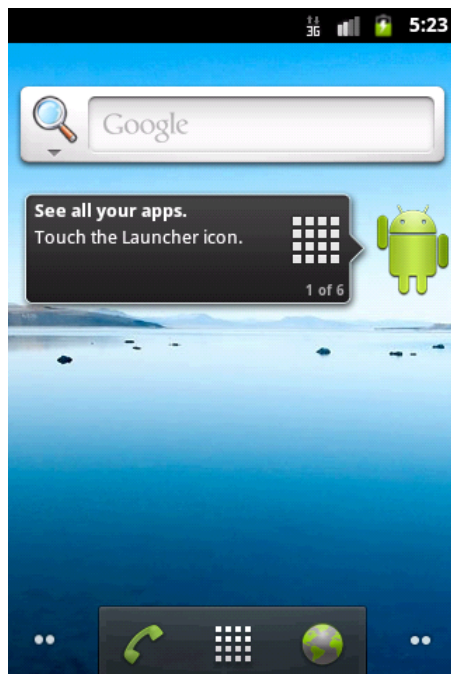 3G
5:23
Google
See all your apps.
Touch the Launcher icon.
1 of 6